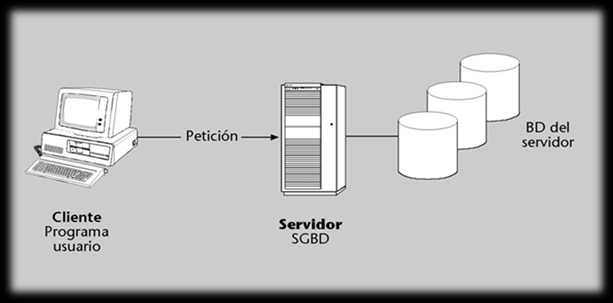 Petición
BD del
servidor
Cliente
Programa
usuario
Servidor
SGBD